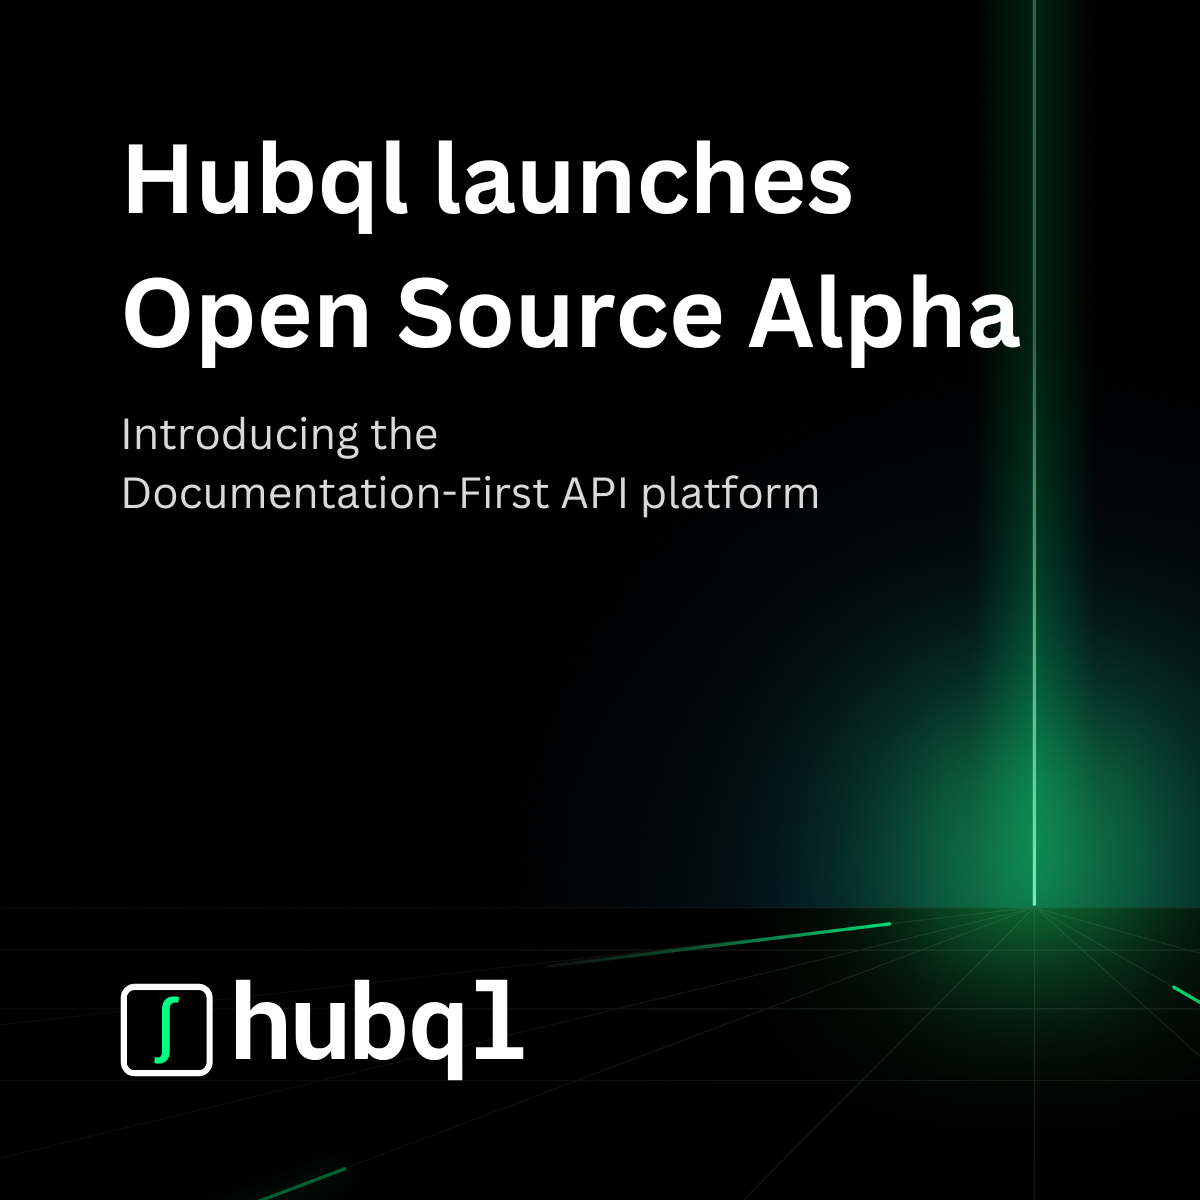 Hubql launches
Open Source Alpha
Introducing the
Documentation-First API platform
∫ hubql